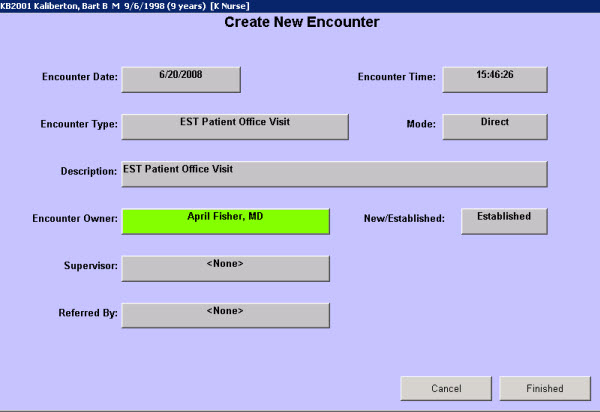 KB2001 Kaliberton, Bart B M 9/6/1998 (9 years) [K Nurse]
Create New Encounter
Encounter Date: 6/20/2008 Encounter Time: 15:46:26
Encounter Type: EST Patient Office Visit Mode: Direct
Description: EST Patient Office Visit
Encounter Owner: April Fisher, MD New/Established: Established
Supervisor: <None>
Referred By: <None>
Cancel Finished